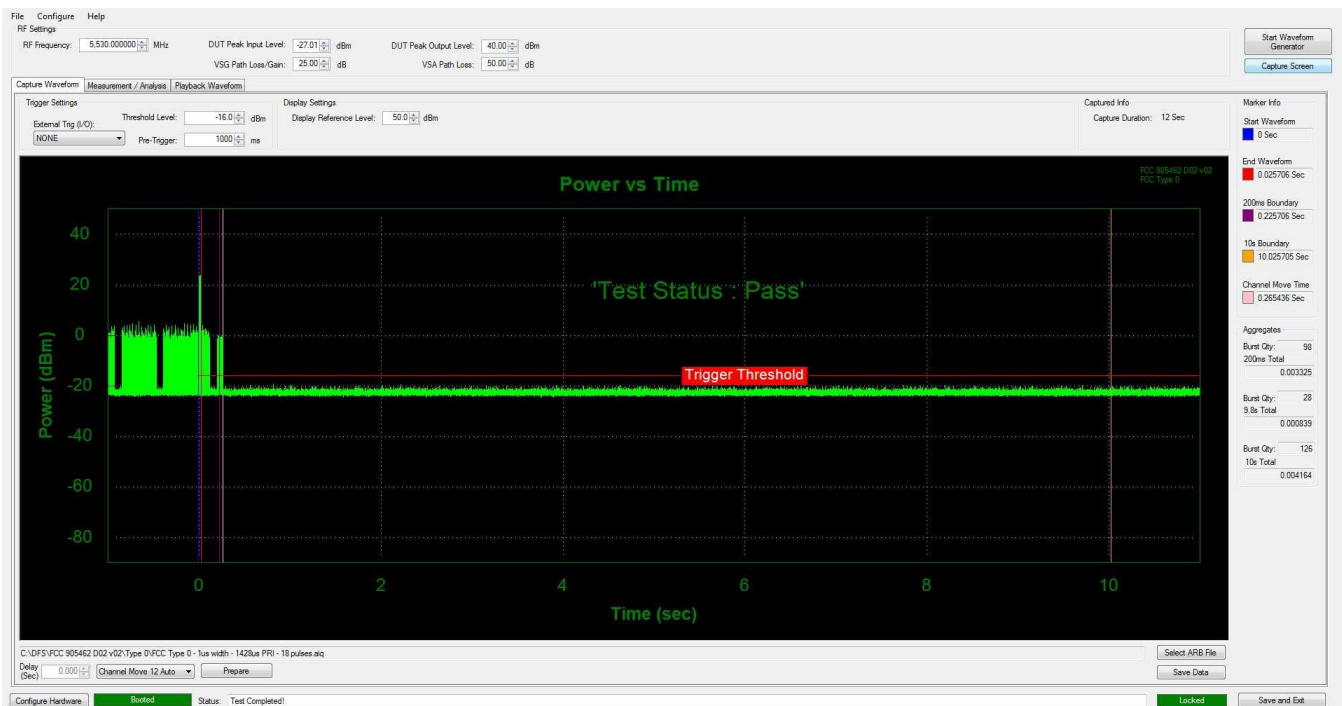 File Configure Help
RF Settings
RF Frequency: 5,530.000000 MHz DUT Peak Input Level: -27.01 dBm DUT Peak Output Level: 40.00 dBm
VSG Path Loss/Gain: 25.00 dB VSA Path Loss: 50.00 dB
Start Waveform Generator
Capture Screen
Capture Waveform Measurement / Analysis Playback Waveform
Trigger Settings
External Trig (I/O): Threshold Level: -16.0 dBm
NONE Pre-Trigger: 1000 ms
Display Settings
Display Reference Level: 50.0 dBm
Captured Info
Capture Duration: 12 Sec
Marker Info
Start Waveform
0 Sec
End Waveform
0.025706 Sec
200ms Boundary
0.225706 Sec
10s Boundary
10.025705 Sec
Channel Move Time
0.265436 Sec
Aggregates
Burst Qty: 98
200ms Total
0.003325
Burst Qty: 28
9.8s Total
0.000839
Burst Qty: 126
10s Total
0.004164
Power vs Time
FCC 905462 D02 v02
FCC Type 0
'Test Status : Pass'
Trigger Threshold
Power (dBm)
40
20
0
-20
-40
-60
-80
0 2 4 6 8 10
Time (sec)
C:\DFS\FCC 905462 D02 v02\Type 0\FCC Type 0 - 1us width - 1428us PRI - 18 pulses.aiq
Select ARB File
Delay (Sec) 0.000 Channel Move 12 Auto Prepare
Save Data
Configure Hardware Booted Status: Test Completed! Locked Save and Exit